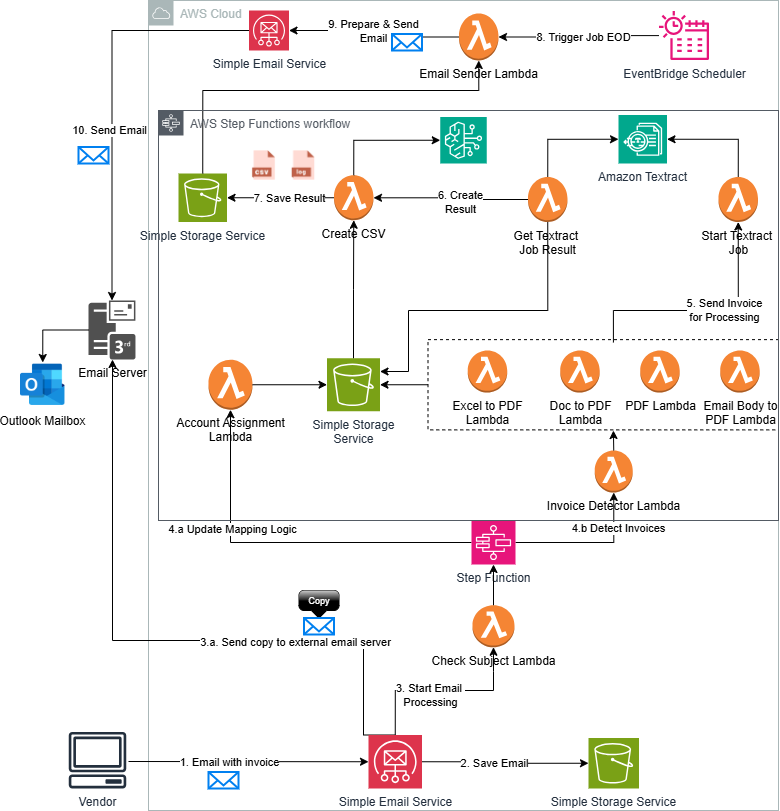 AWS Cloud
9. Prepare & Send
Email
8. Trigger Job EOD
Simple Email Service
Email Sender Lambda
EventBridge Scheduler
AWS Step Functions workflow
10. Send Email
CSV
log
Amazon Textract
7. Save Result
6. Create
Result
Simple Storage Service
Create CSV
Get Textract
Job Result
Start Textract
Job
5. Send Invoice
for Processing
3rd
Email Server
O
Outlook Mailbox
Account Assignment
Lambda
Simple Storage
Service
Excel to PDF
Lambda
Doc to PDF
Lambda
PDF Lambda
Email Body to
PDF Lambda
Invoice Detector Lambda
4.a Update Mapping Logic
4.b Detect Invoices
Step Function
Copy
3.a. Send copy to external email server
Check Subject Lambda
3. Start Email
Processing
1. Email with invoice
2. Save Email
Vendor
Simple Email Service
Simple Storage Service